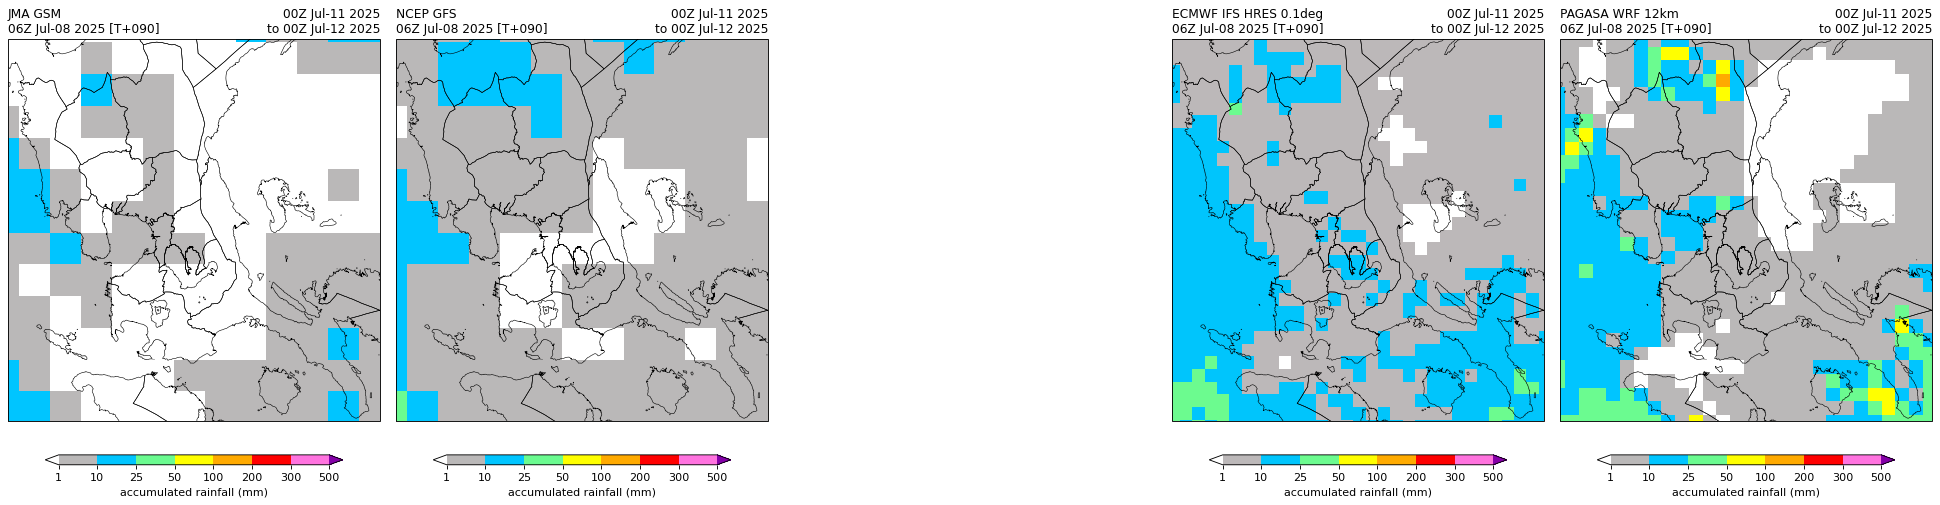 JMA GSM 00Z Jul-11 2025
06Z Jul-08 2025 [T+090] to 00Z Jul-12 2025
1 10 25 50 100 200 300 500
accumulated rainfall (mm)
NCEP GFS 00Z Jul-11 2025
06Z Jul-08 2025 [T+090] to 00Z Jul-12 2025
1 10 25 50 100 200 300 500
accumulated rainfall (mm)
ECMWF IFS HRES 0.1deg 00Z Jul-11 2025
06Z Jul-08 2025 [T+090] to 00Z Jul-12 2025
1 10 25 50 100 200 300 500
accumulated rainfall (mm)
PAGASA WRF 12km 00Z Jul-11 2025
06Z Jul-08 2025 [T+090] to 00Z Jul-12 2025
1 10 25 50 100 200 300 500
accumulated rainfall (mm)